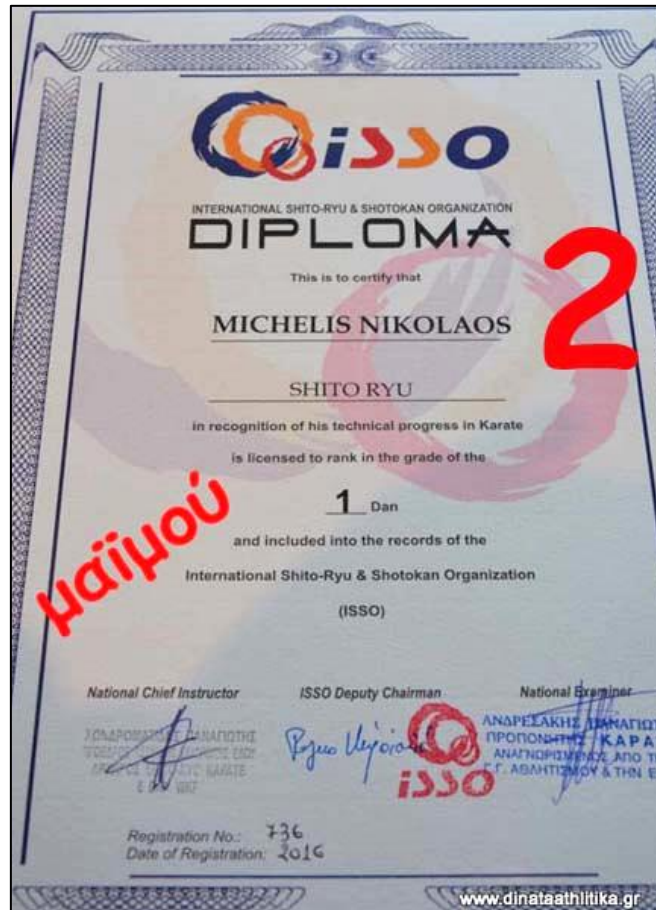 isso
INTERNATIONAL SHITO-RYU & SHOTOKAN ORGANIZATION
DIPLOMA
2
This is to certify that
MICHELIS NIKOLAOS
SHITO RYU
in recognition of his technical progress in Karate
is licensed to rank in the grade of the
1 Dan
μαϊμού
and included into the records of the
International Shito-Ryu & Shotokan Organization
(ISSO)
National Chief Instructor ISSO Deputy Chairman National Examiner
ΑΝΔΡΕΣΑΚΗΣ
ΠΡΟΠΟΝΗΤΗΣ ΚΑΡΑ
ΑΝΑΓΝΩΡΙΣΜΕΝΟΣ ΑΠΟ
Γ.Γ. ΑΘΛΗΤΙΣΜΟΥ & ΤΗΝ Ε
isso
Registration No.: 736
Date of Registration: 2016
www.dinataathlitika.gr